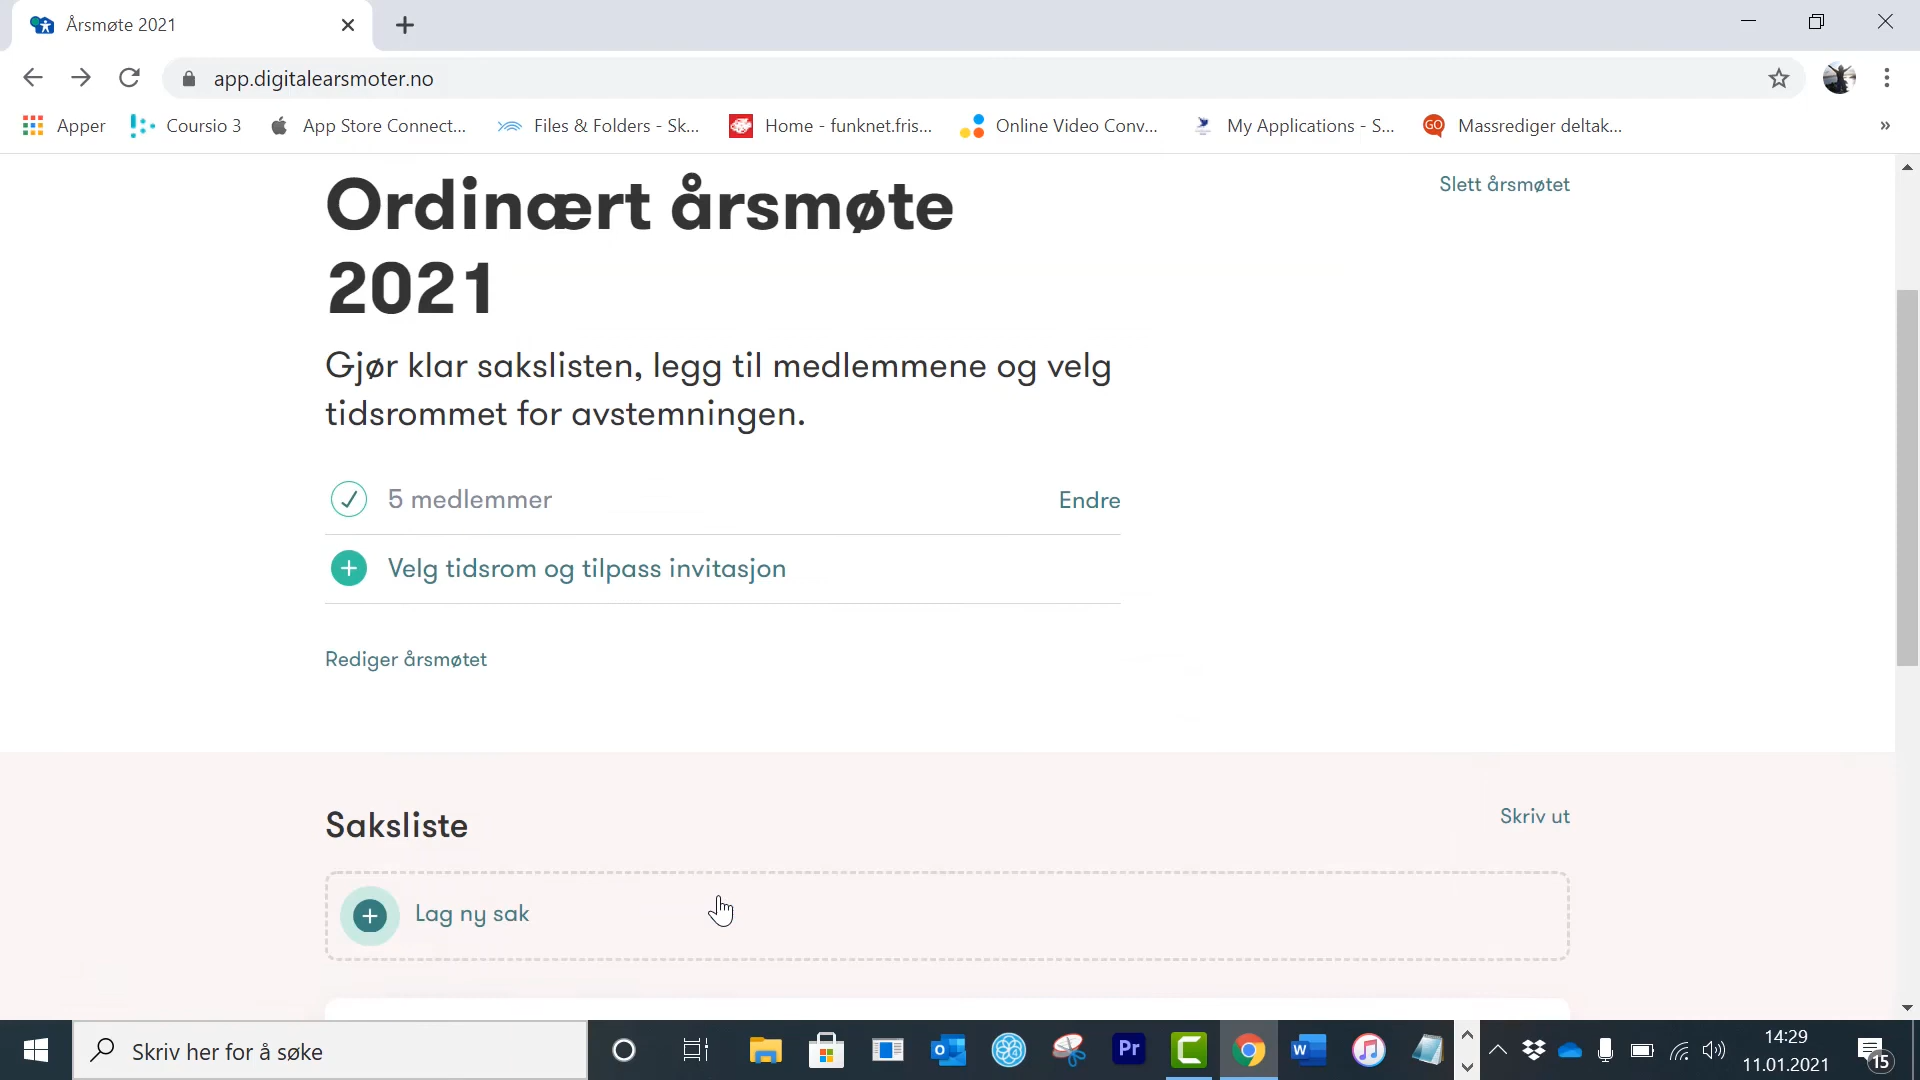 Årsmøte 2021
app.digitalearsmoter.no
Apper
Coursio 3
App Store Connect...
Files & Folders - Sk...
Home - funknet.fris...
Online Video Conv...
My Applications - S...
GO
Massrediger deltak...
»
Ordinært årsmøte
2021
Slett årsmøtet
Gjør klar sakslisten, legg til medlemmene og velg
tidsrommet for avstemningen.
5 medlemmer
Endre
Velg tidsrom og tilpass invitasjon
Rediger årsmøtet
Saksliste
Skriv ut
Lag ny sak
Skriv her for å søke
Pr
14:29
11.01.2021
15